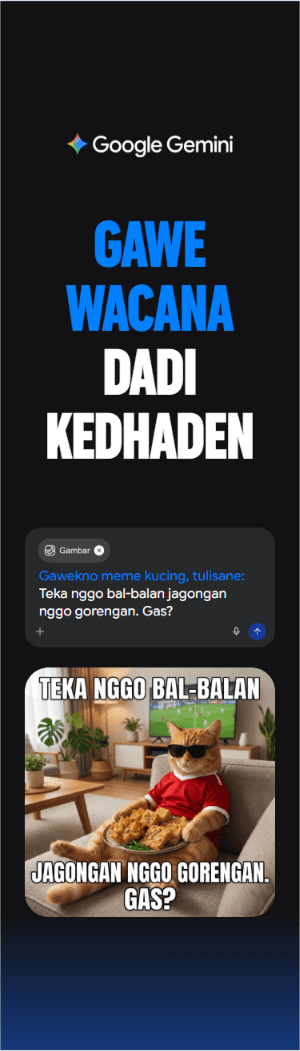 Google Gemini
GAWE
WACANA
DADI
KEDHADEN
Gambar
Gawekno meme kucing, tulisane:
Teka nggo bal-balan jagongan
nggo gorengan. Gas?
TEKA NGGO BAL-BALAN
JAGONGAN NGGO GORENGAN.
GAS?